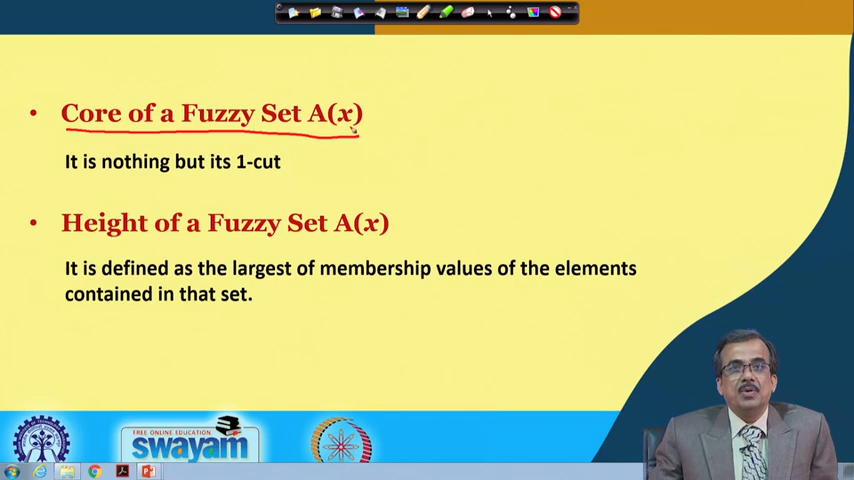 • Core of a Fuzzy Set A(x)
It is nothing but its 1-cut
• Height of a Fuzzy Set A(x)
It is defined as the largest of membership values of the elements
contained in that set.
FREE ONLINE EDUCATION
swayam